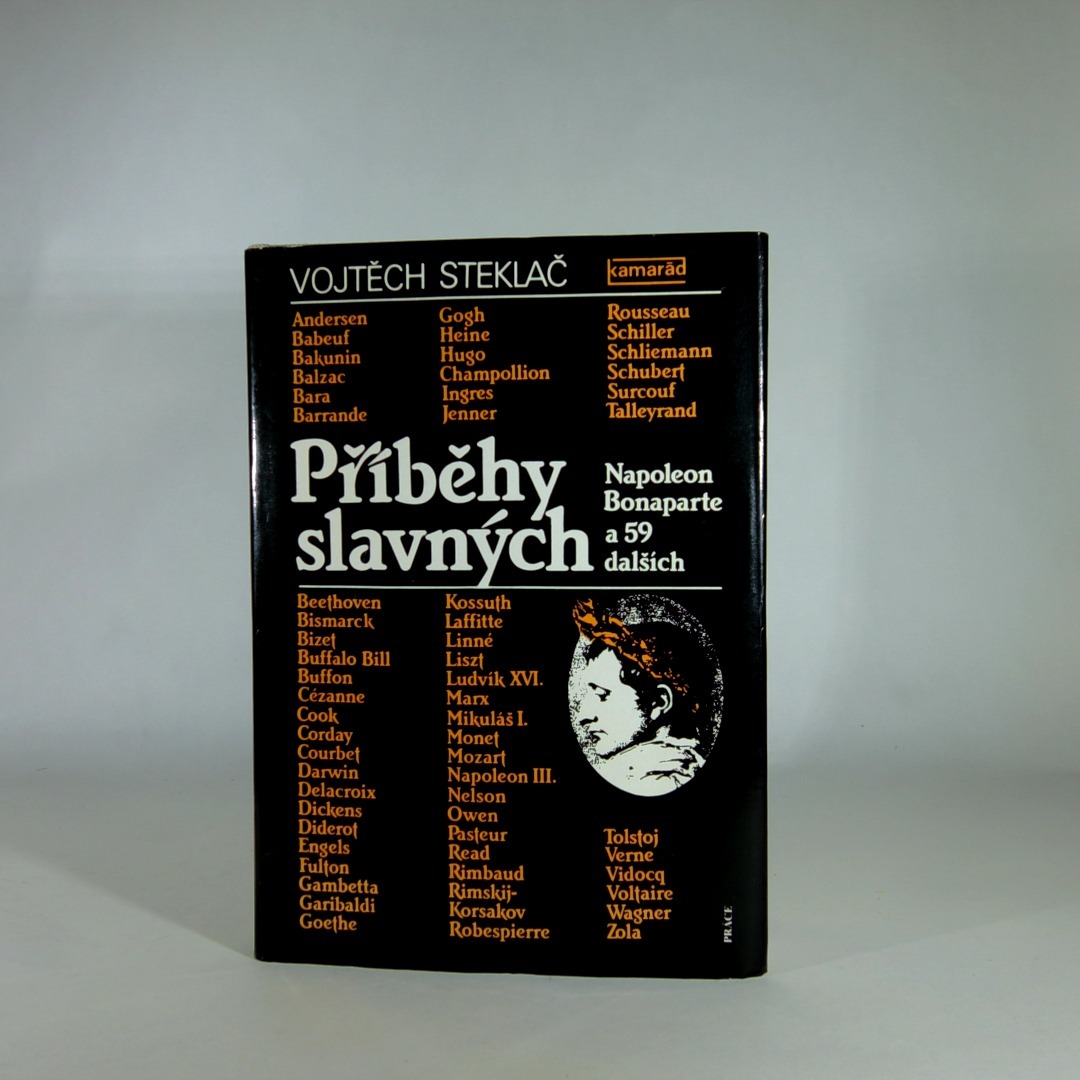 VOJTĚCH STEKLAČ
kamarád
Andersen
Babeuf
Bakunin
Balzac
Bara
Barrande
Gogh
Heine
Hugo
Champollion
Ingres
Jenner
Rousseau
Schiller
Schliemann
Schubert
Surcouf
Talleyrand
Příběhy
slavných
Napoleon
Bonaparte
a 59
dalších
Beethoven
Bismarck
Bizet
Buffalo Bill
Buffon
Cézanne
Cook
Corday
Courbet
Darwin
Delacroix
Dickens
Diderot
Engels
Fulton
Gambetta
Garibaldi
Goethe
Kossuth
Laffitte
Linné
Liszt
Ludvík XVI.
Marx
Mikuláš I.
Monet
Mozart
Napoleon III.
Nelson
Owen
Pasteur
Read
Rimbaud
Rimskij-
Korsakov
Robespierre
Tolstoj
Verne
Vidocq
Voltaire
Wagner
Zola
PRÁCE